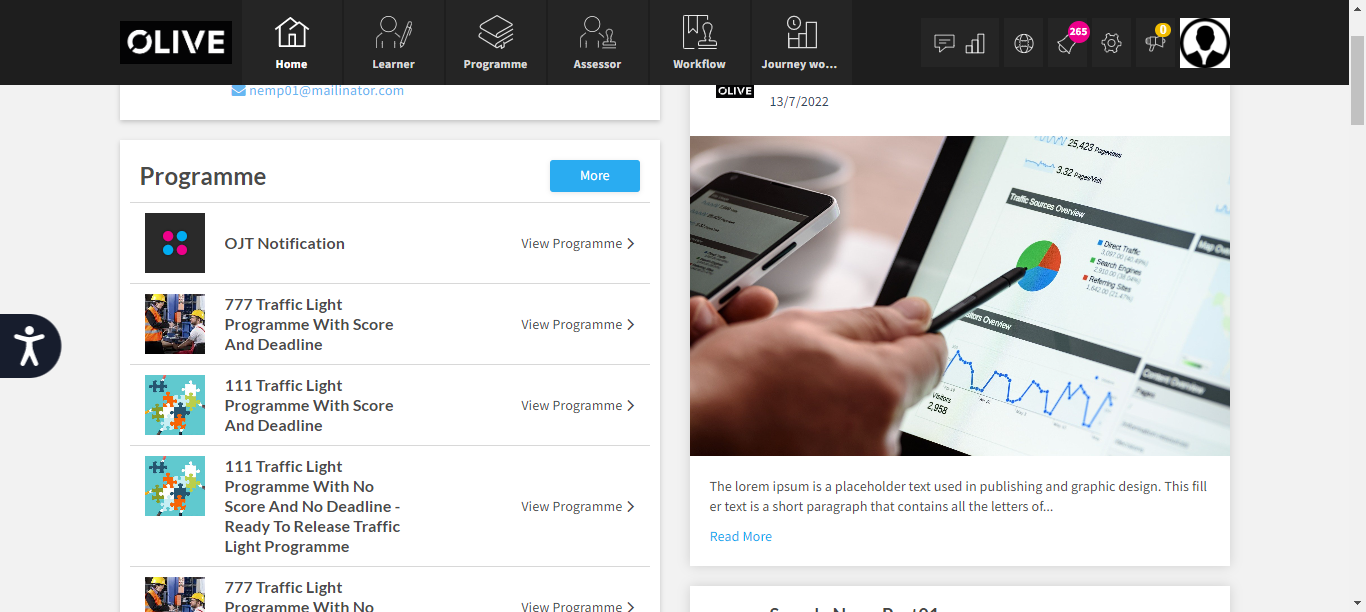 OLIVE
Home
Learner
Programme
Assessor
Workflow
Journey wo...
265
0
nemp01@mailinator.com
Programme
More
OJT Notification
View Programme
777 Traffic Light
Programme With Score
And Deadline
View Programme
111 Traffic Light
Programme With Score
And Deadline
View Programme
111 Traffic Light
Programme With No
Score And No Deadline -
Ready To Release Traffic
Light Programme
View Programme
777 Traffic Light
Programme With No
View Programme
OLIVE
13/7/2022
25,423 Pageviews
3.32 Pages/Visit
Traffic Sources Overview
Direct Traffic
Search Engines
Referring Sites
Visitors
2,958
Content Overview
Pages
The lorem ipsum is a placeholder text used in publishing and graphic design. This fill
er text is a short paragraph that contains all the letters of...
Read More